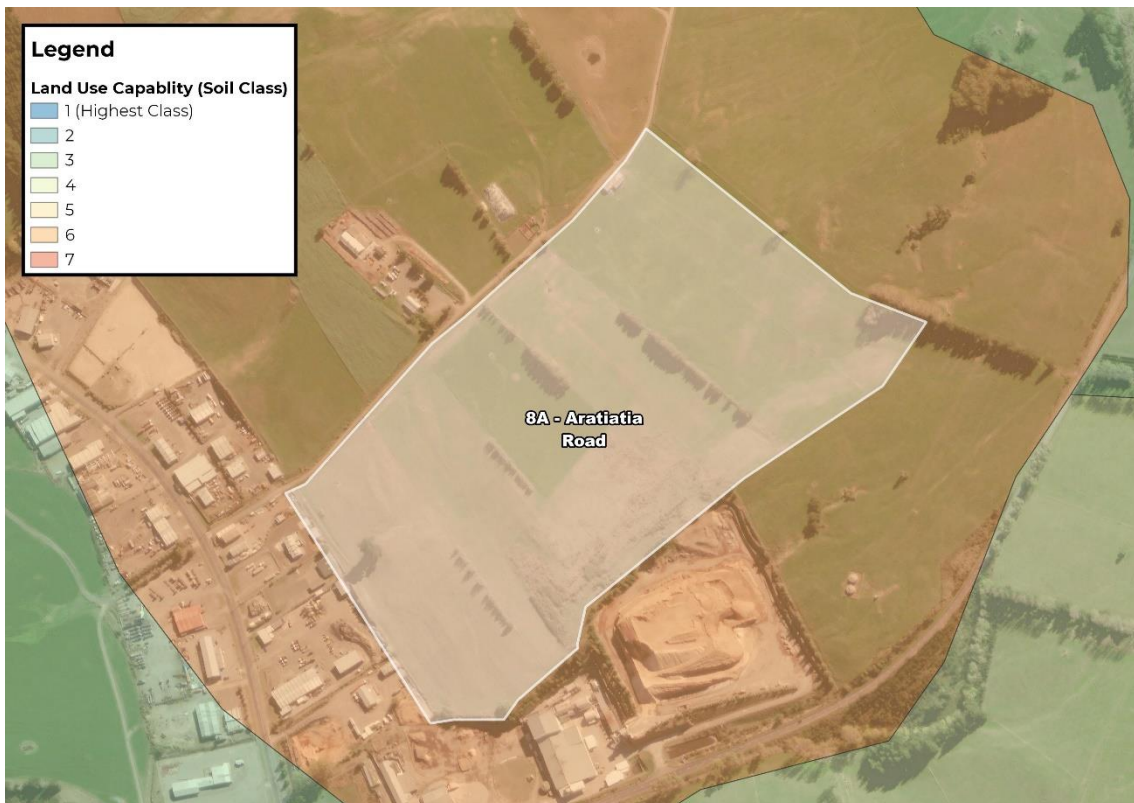 Legend
Land Use Capablity (Soil Class)
1 (Highest Class)
2
3
4
5
6
7
8A - Aratiatia
Road